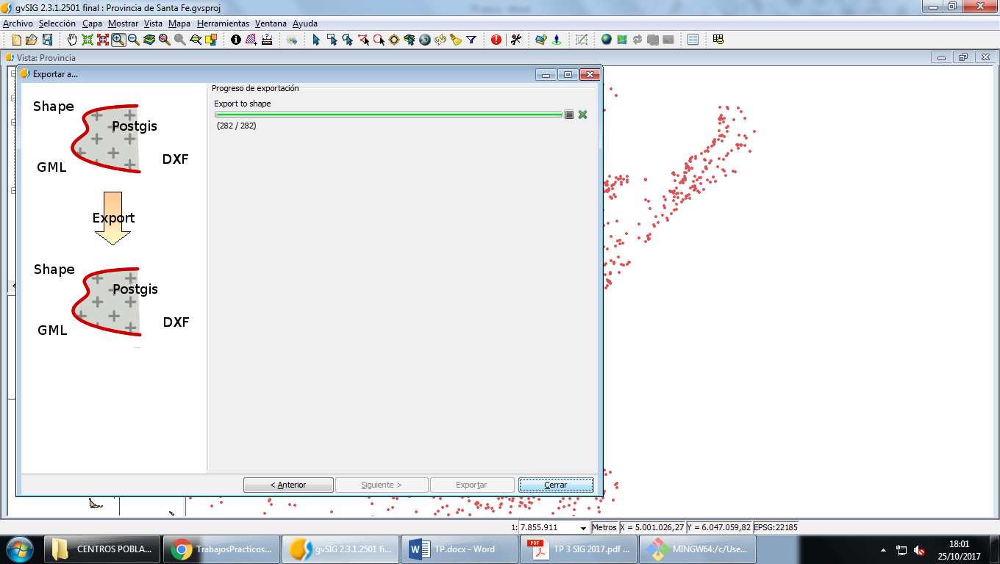 gvSIG 2.3.1.2501 final : Provincia de Santa Fe.gvsproj
Archivo Selección Capa Mostrar Vista Mapa Herramientas Ventana Ayuda
Vista: Provincia
Exportar a...
Shape
Postgis
GML
DXF
Export
Shape
Postgis
GML
DXF
Progreso de exportación
Export to shape
(282 / 282)
< Anterior
Siguiente >
Exportar
Cerrar
1: 7.855.911
Metros
X = 5.001.026,27
Y = 6.047.059,82
EPSG:22185
CENTROS POBLA...
TrabajosPracticos...
gvSIG 2.3.1.2501 fi...
TP.docx - Word
PDF
TP 3 SIG 2017.pdf ...
MINGW64:/c/Use...
18:01
25/10/2017